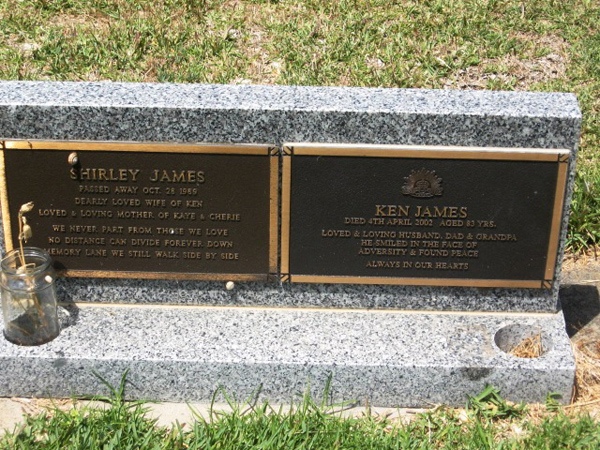 SHIRLEY JAMES
PASSED AWAY OCT. 28 1989
DEARLY LOVED WIFE OF KEN
LOVED & LOVING MOTHER OF KAYE & CHERIE
WE NEVER PART FROM THOSE WE LOVE
NO DISTANCE CAN DIVIDE FOREVER DOWN
MEMORY LANE WE STILL WALK SIDE BY SIDE
KEN JAMES
DIED 4TH APRIL 2002 AGED 83 YRS.
LOVED & LOVING HUSBAND, DAD & GRANDPA
HE SMILED IN THE FACE OF
ADVERSITY & FOUND PEACE
ALWAYS IN OUR HEARTS